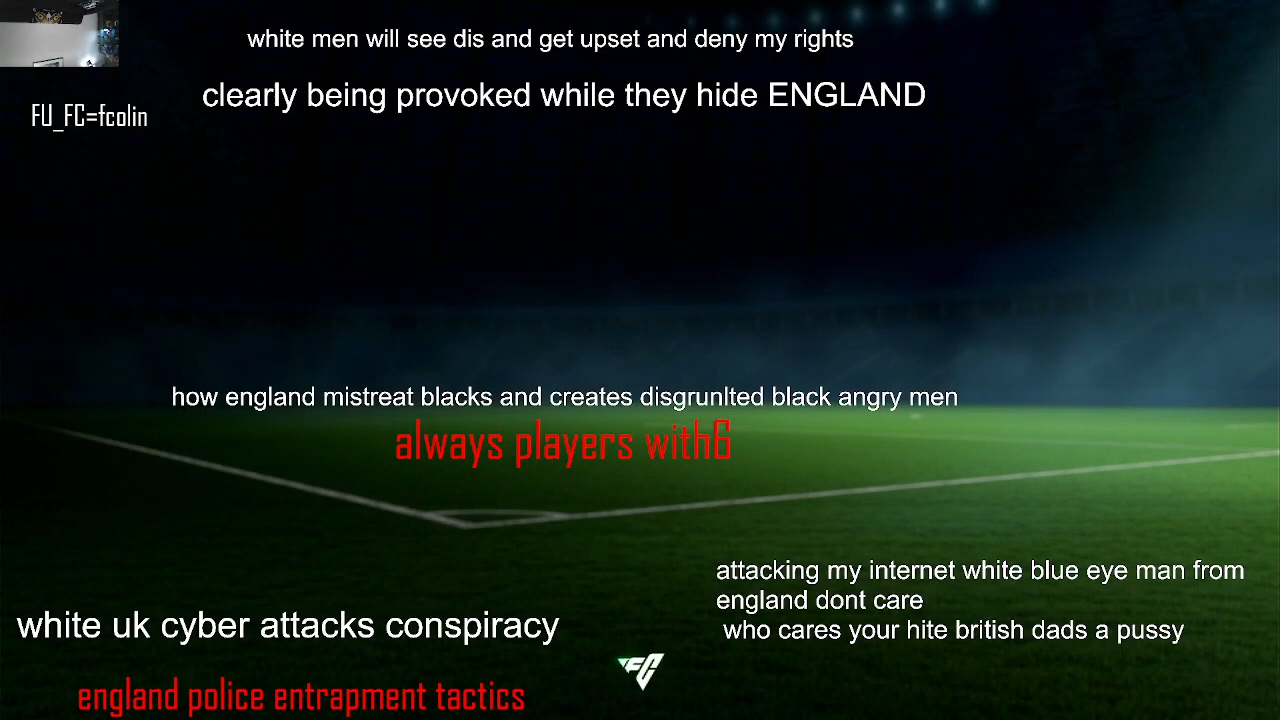 white men will see dis and get upset and deny my rights
clearly being provoked while they hide ENGLAND
FU_FC=fcolin
how england mistreat blacks and creates disgrunlted black angry men
always players with6
attacking my internet white blue eye man from
england dont care
who cares your hite british dads a pussy
white uk cyber attacks conspiracy
FC
england police entrapment tactics